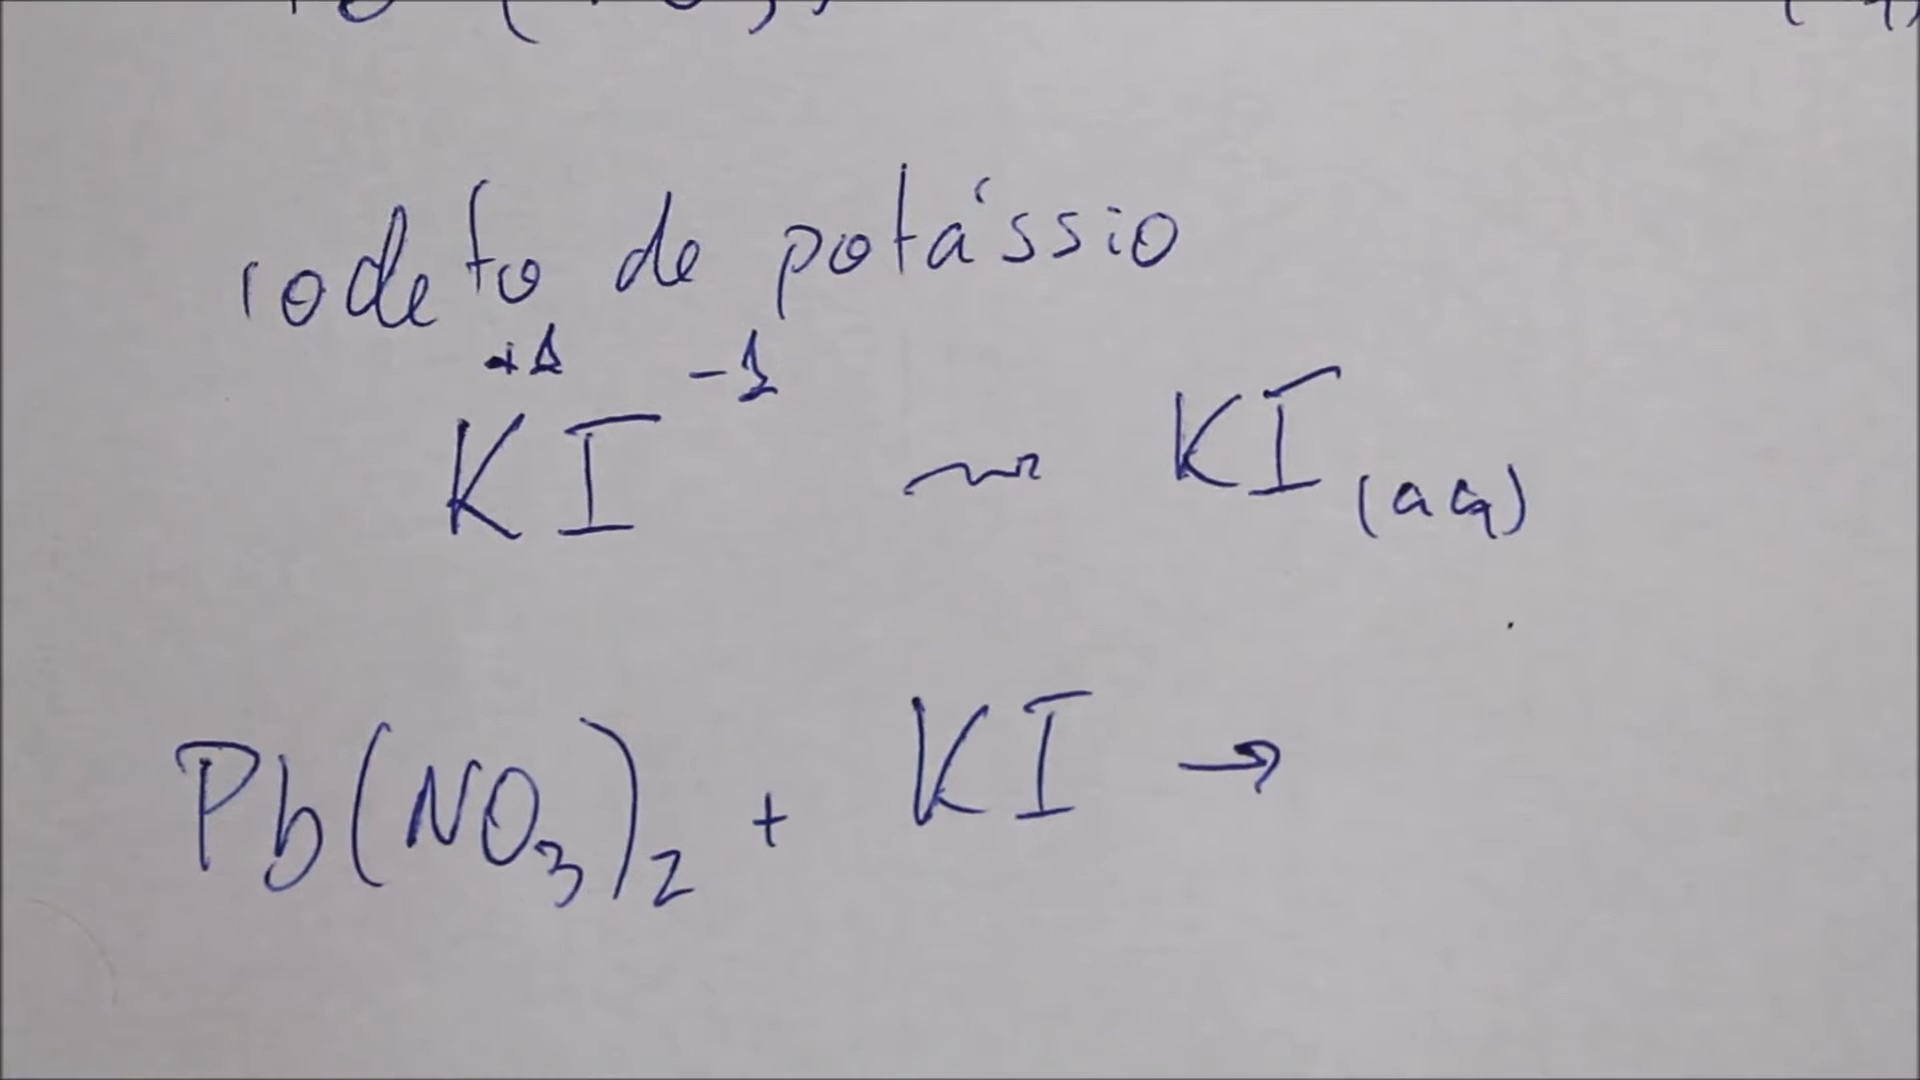 iodeto de potássio
+1 -1
KI ~ KI (aq)
Pb(NO3)2 + KI →